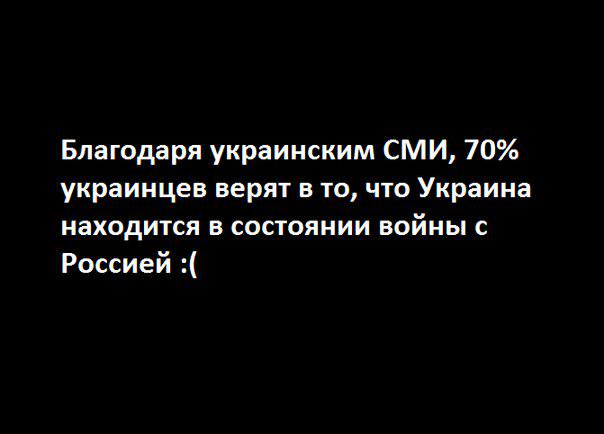 Благодаря украинским СМИ, 70%
украинцев верят в то, что Украина
находится в состоянии войны с
Россией :(